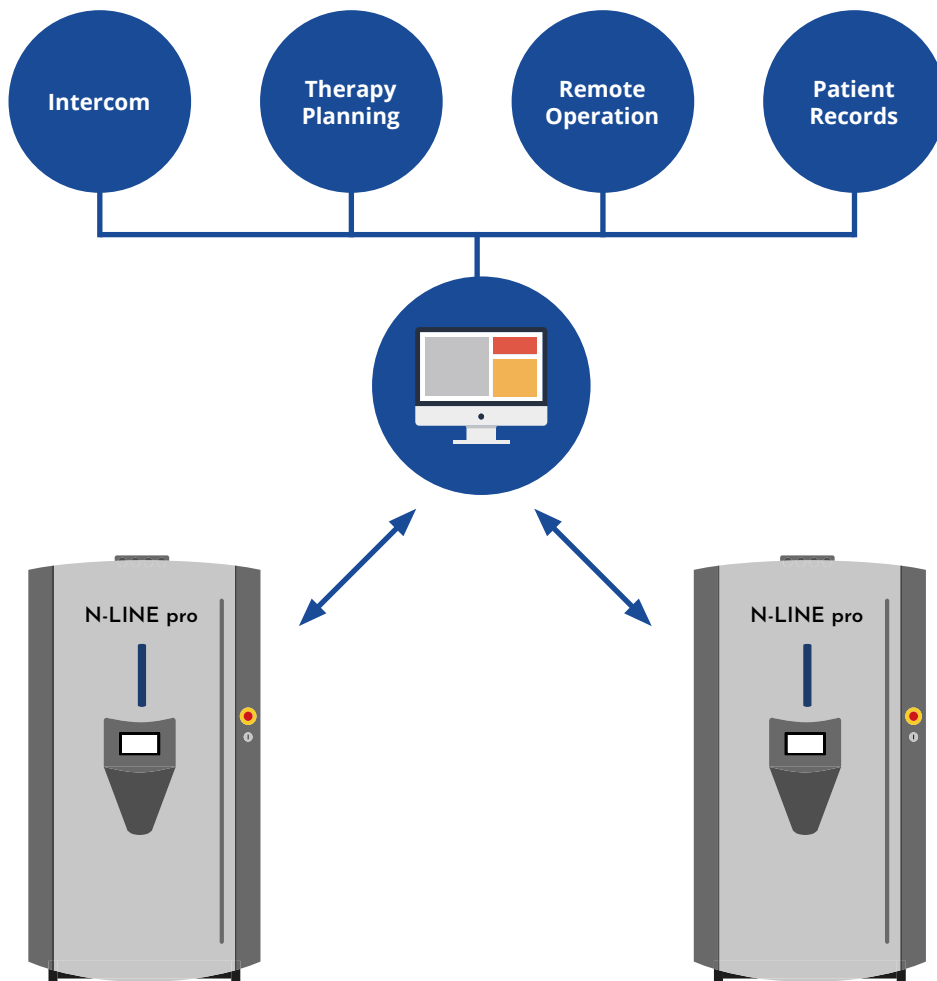 Intercom
Therapy
Planning
Remote
Operation
Patient
Records
N-LINE pro
N-LINE pro